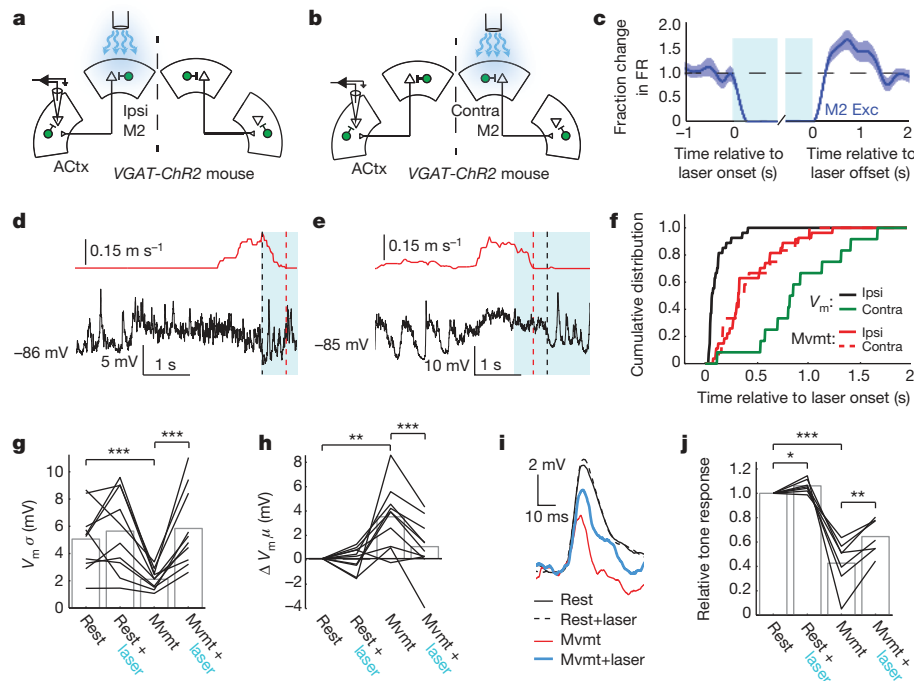 a
Ipsi
M2
ACtx
VGAT-ChR2 mouse
b
Contra
M2
ACtx
VGAT-ChR2 mouse
c
Fraction change
in FR
2.0
1.5
1.0
0.5
0
M2 Exc
−1 0 0 1 2
Time relative to
laser onset (s)
Time relative to
laser offset (s)
d
0.15 m s⁻¹
−86 mV
5 mV
1 s
e
0.15 m s⁻¹
−85 mV
10 mV
1 s
f
Cumulative distribution
1.0
0.8
0.6
0.4
0.2
0
Vm:
Ipsi
Contra
Mvmt:
Ipsi
Contra
0 0.5 1.0 1.5 2
Time relative to laser onset (s)
g
*** ***
Vm σ (mV)
10
8
6
4
2
0
Rest
Rest +
laser
Mvmt
Mvmt +
laser
h
** ***
Δ Vm μ (mV)
8
6
4
2
0
−2
−4
Rest
Rest +
laser
Mvmt
Mvmt +
laser
i
2 mV
10 ms
Rest
Rest+laser
Mvmt
Mvmt+laser
j
***
* **
Relative tone response
1.2
1.0
0.8
0.6
0.4
0.2
0
Rest
Rest +
laser
Mvmt
Mvmt +
laser